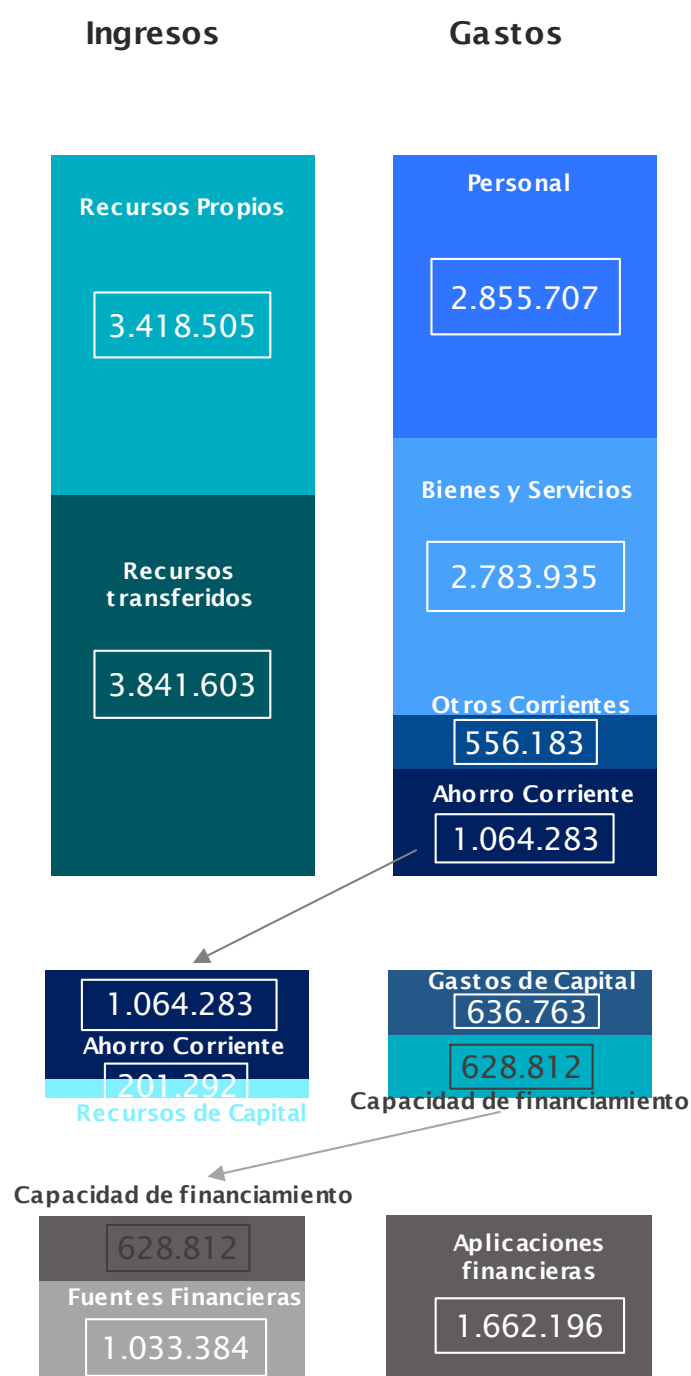 Ingresos
Gastos
Recursos Propios
3.418.505
Recursos
transferidos
3.841.603
Personal
2.855.707
Bienes y Servicios
2.783.935
Otros Corrientes
556.183
Ahorro Corriente
1.064.283
1.064.283
Ahorro Corriente
201.292
Recursos de Capital
Gastos de Capital
636.763
628.812
Capacidad de financiamiento
Capacidad de financiamiento
628.812
Fuentes Financieras
1.033.384
Aplicaciones
financieras
1.662.196